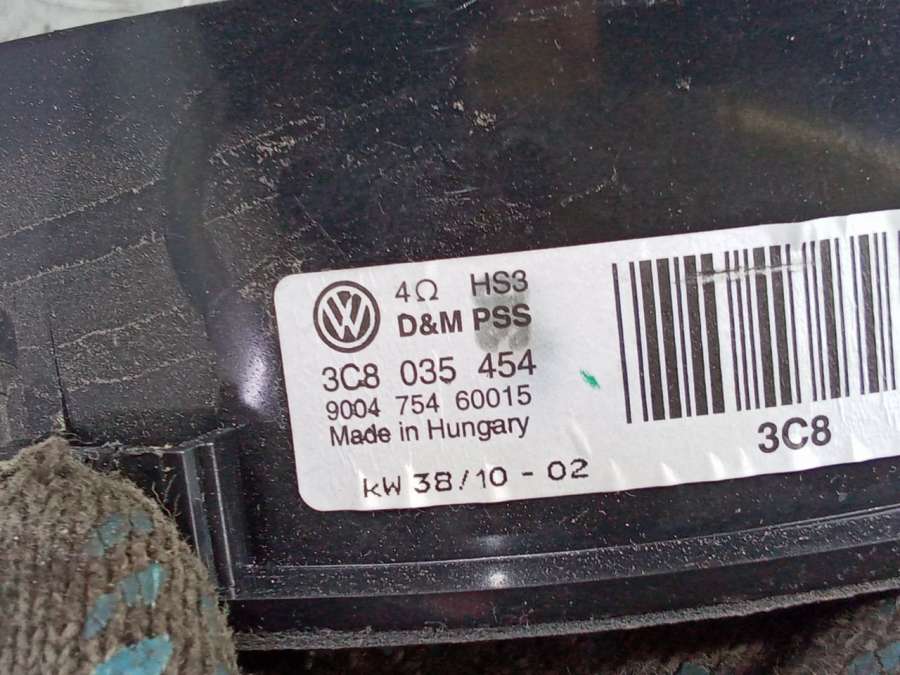 4Ω HS3
D&M PSS
3C8 035 454
9004 754 60015
Made in Hungary
KW 38/10 - 02
3C8